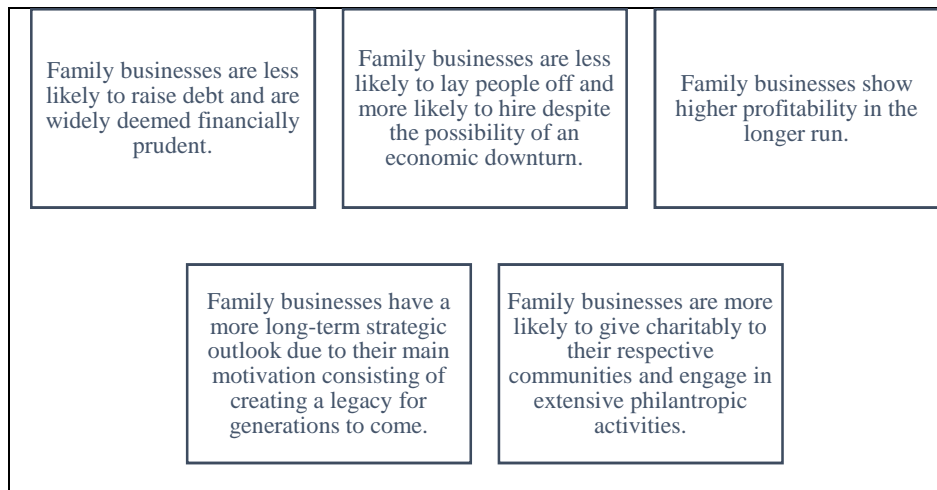 Family businesses are less
likely to raise debt and are
widely deemed financially
prudent.
Family businesses are less
likely to lay people off and
more likely to hire despite
the possibility of an
economic downturn.
Family businesses show
higher profitability in the
longer run.
Family businesses have a
more long-term strategic
outlook due to their main
motivation consisting of
creating a legacy for
generations to come.
Family businesses are more
likely to give charitably to
their respective
communities and engage in
extensive philantropic
activities.